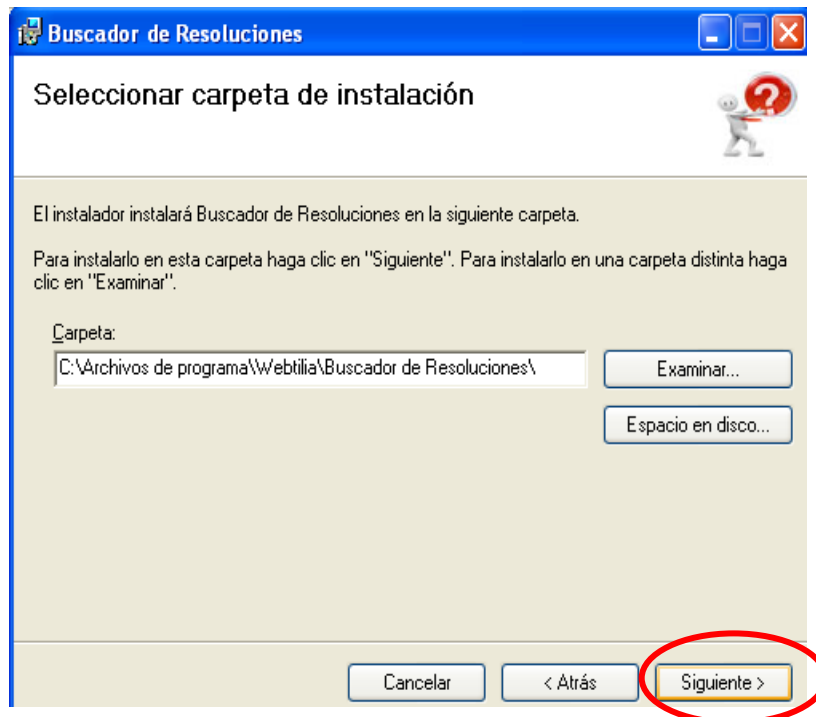 Buscador de Resoluciones
Seleccionar carpeta de instalación
El instalador instalará Buscador de Resoluciones en la siguiente carpeta.
Para instalarlo en esta carpeta haga clic en "Siguiente". Para instalarlo en una carpeta distinta haga
clic en "Examinar".
Carpeta:
C:\Archivos de programa\Webtilia\Buscador de Resoluciones\
Examinar...
Espacio en disco...
Cancelar
< Atrás
Siguiente >